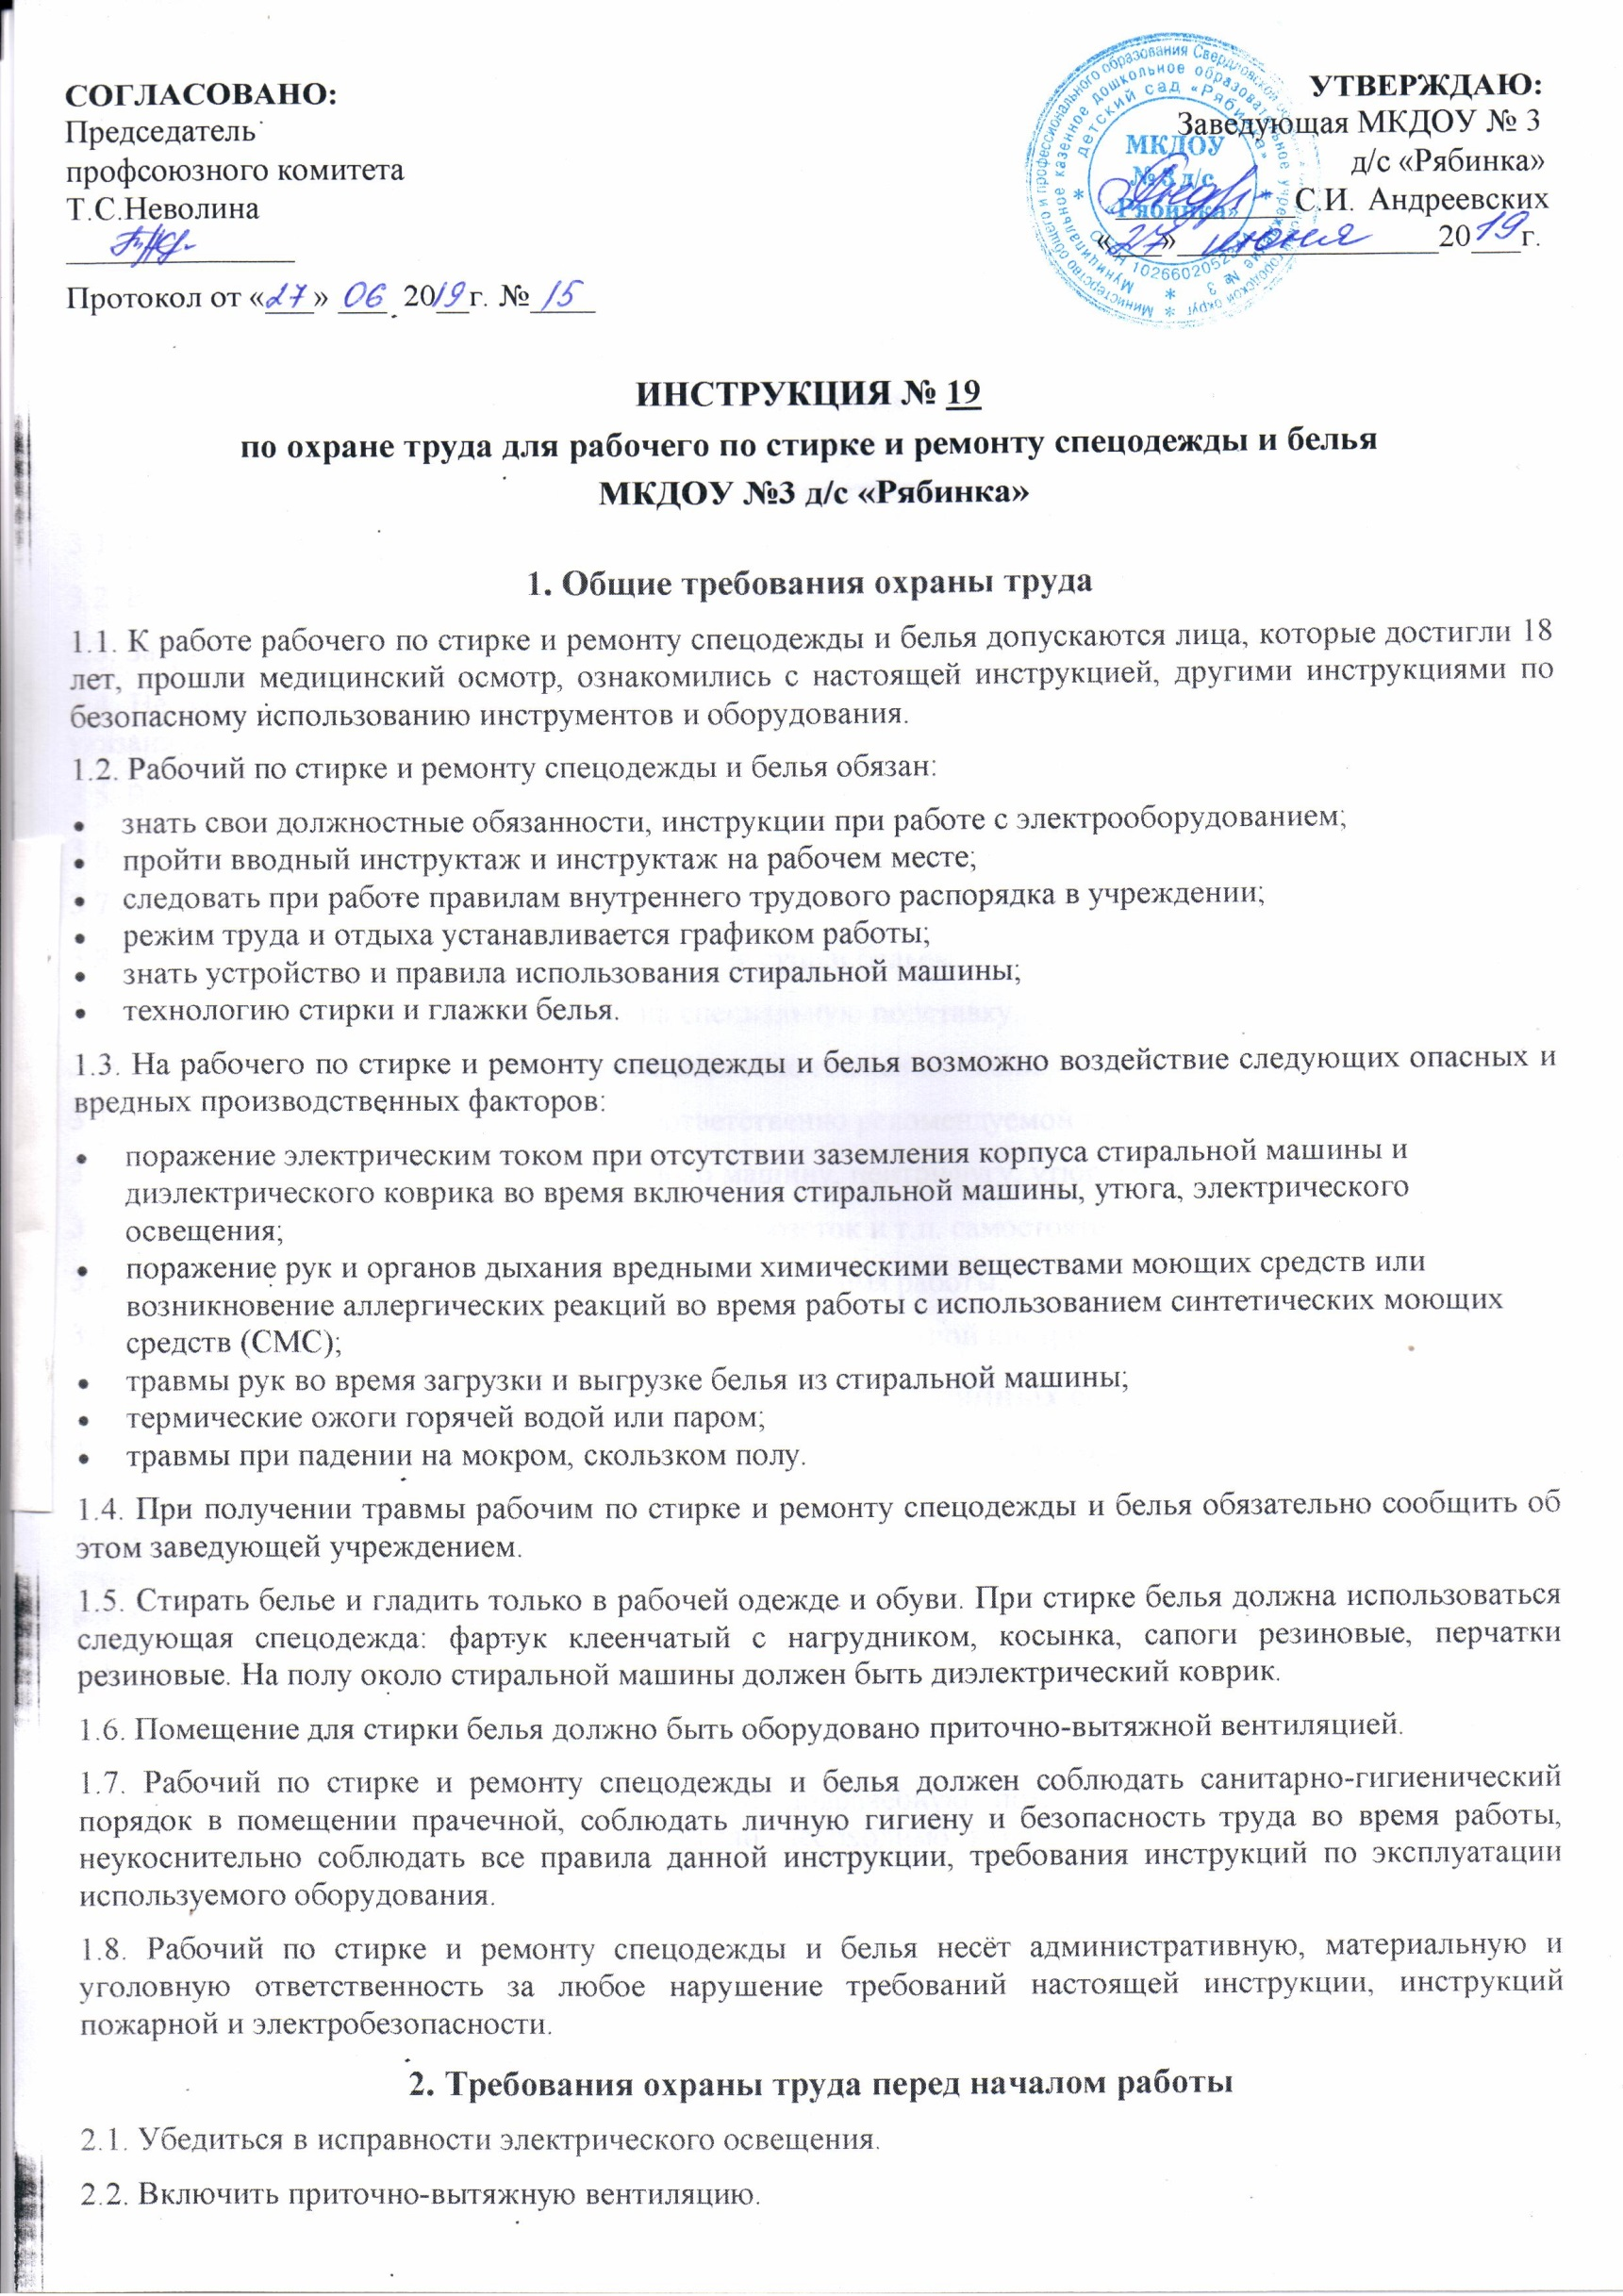 СОГЛАСОВАНО:
Председатель
профсоюзного комитета
Т.С.Неволина
Протокол от «27» 06 2019г. № 15
УТВЕРЖДАЮ:
Заведующая МКДОУ № 3
д/с «Рябинка»
С.И. Андреевских
«27» июня 2019г.
МКДОУ
№ 3 д/с
«Рябинка»
ИНСТРУКЦИЯ № 19
по охране труда для рабочего по стирке и ремонту спецодежды и белья
МКДОУ №3 д/с «Рябинка»
1. Общие требования охраны труда
1.1. К работе рабочего по стирке и ремонту спецодежды и белья допускаются лица, которые достигли 18
лет, прошли медицинский осмотр, ознакомились с настоящей инструкцией, другими инструкциями по
безопасному использованию инструментов и оборудования.
1.2. Рабочий по стирке и ремонту спецодежды и белья обязан:
• знать свои должностные обязанности, инструкции при работе с электрооборудованием;
• пройти вводный инструктаж и инструктаж на рабочем месте;
• следовать при работе правилам внутреннего трудового распорядка в учреждении;
• режим труда и отдыха устанавливается графиком работы;
• знать устройство и правила использования стиральной машины;
• технологию стирки и глажки белья.
1.3. На рабочего по стирке и ремонту спецодежды и белья возможно воздействие следующих опасных и
вредных производственных факторов:
• поражение электрическим током при отсутствии заземления корпуса стиральной машины и
диэлектрического коврика во время включения стиральной машины, утюга, электрического
освещения;
• поражение рук и органов дыхания вредными химическими веществами моющих средств или
возникновение аллергических реакций во время работы с использованием синтетических моющих
средств (СМС);
• травмы рук во время загрузки и выгрузке белья из стиральной машины;
• термические ожоги горячей водой или паром;
• травмы при падении на мокром, скользком полу.
1.4. При получении травмы рабочим по стирке и ремонту спецодежды и белья обязательно сообщить об
этом заведующей учреждением.
1.5. Стирать белье и гладить только в рабочей одежде и обуви. При стирке белья должна использоваться
следующая спецодежда: фартук клеенчатый с нагрудником, косынка, сапоги резиновые, перчатки
резиновые. На полу около стиральной машины должен быть диэлектрический коврик.
1.6. Помещение для стирки белья должно быть оборудовано приточно-вытяжной вентиляцией.
1.7. Рабочий по стирке и ремонту спецодежды и белья должен соблюдать санитарно-гигиенический
порядок в помещении прачечной, соблюдать личную гигиену и безопасность труда во время работы,
неукоснительно соблюдать все правила данной инструкции, требования инструкций по эксплуатации
используемого оборудования.
1.8. Рабочий по стирке и ремонту спецодежды и белья несёт административную, материальную и
уголовную ответственность за любое нарушение требований настоящей инструкции, инструкций
пожарной и электробезопасности.
2. Требования охраны труда перед началом работы
2.1. Убедиться в исправности электрического освещения.
2.2. Включить приточно-вытяжную вентиляцию.